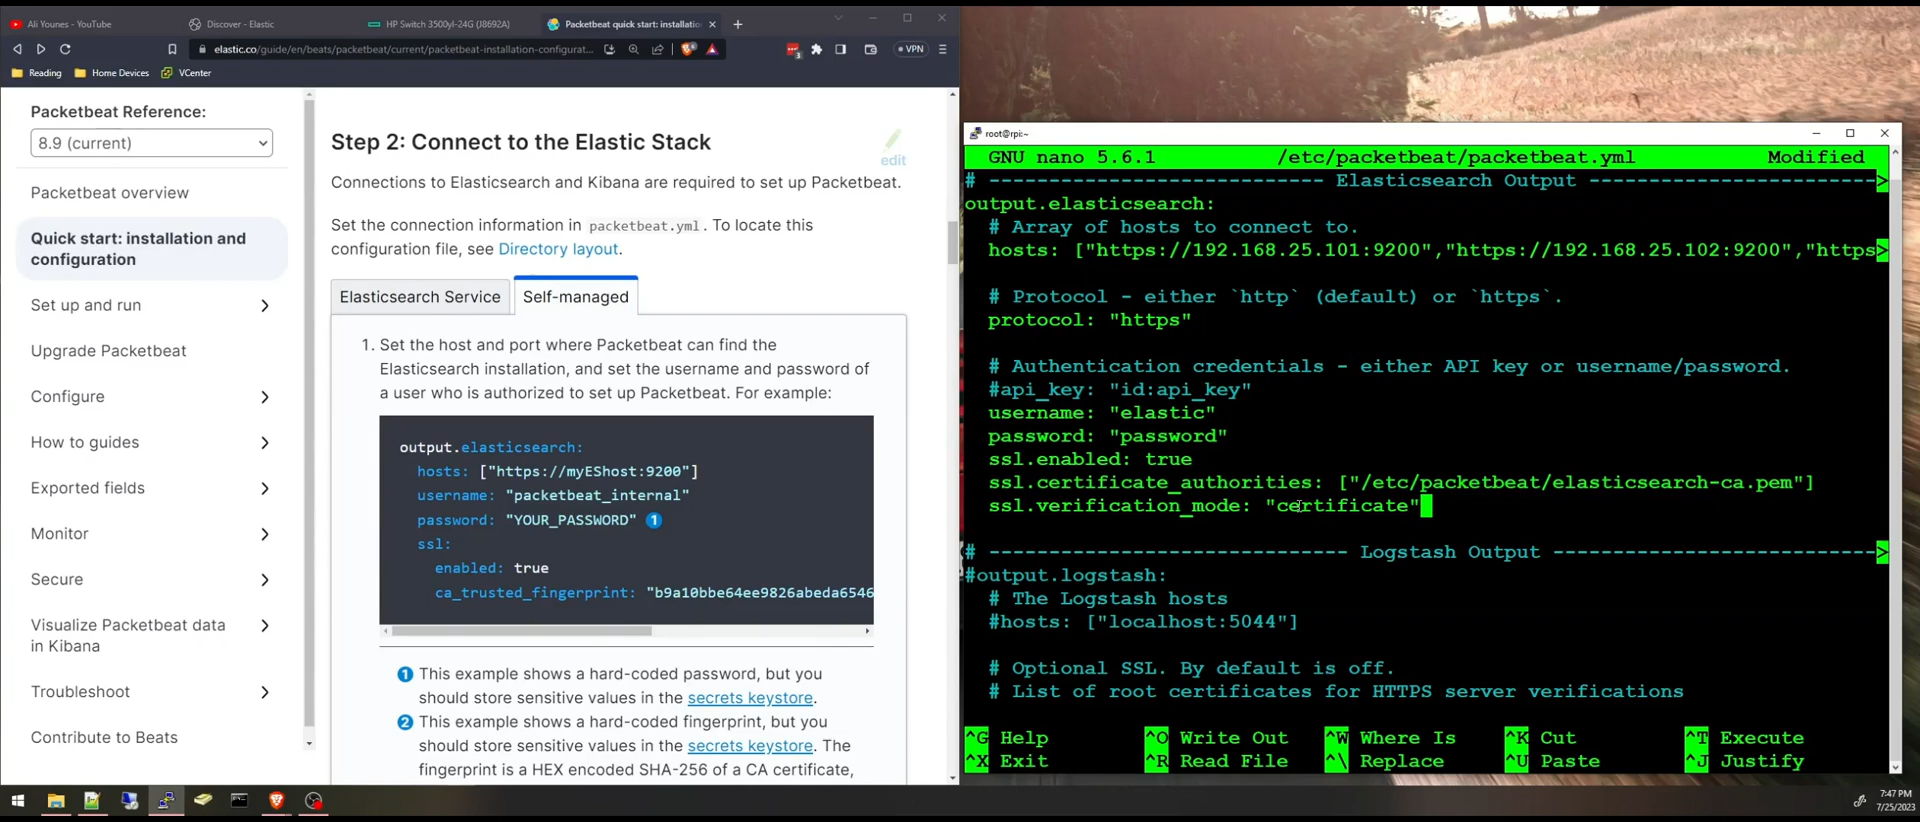 Ali Younes - YouTube
Discover - Elastic
HP Switch 3500yl-24G (J8692A)
Packetbeat quick start: installatio
elastic.co/guide/en/beats/packetbeat/current/packetbeat-installation-configurat...
3
VPN
Reading
Home Devices
VCenter
Packetbeat Reference:
8.9 (current)
Packetbeat overview
Quick start: installation and
configuration
Set up and run
Upgrade Packetbeat
Configure
How to guides
Exported fields
Monitor
Secure
Visualize Packetbeat data
in Kibana
Troubleshoot
Contribute to Beats
Step 2: Connect to the Elastic Stack
edit
Connections to Elasticsearch and Kibana are required to set up Packetbeat.
Set the connection information in packetbeat.yml. To locate this
configuration file, see Directory layout.
Elasticsearch Service
Self-managed
1. Set the host and port where Packetbeat can find the
Elasticsearch installation, and set the username and password of
a user who is authorized to set up Packetbeat. For example:
output.elasticsearch:
hosts: ["https://myEShost:9200"]
username: "packetbeat_internal"
password: "YOUR_PASSWORD" 1
ssl:
enabled: true
ca_trusted_fingerprint: "b9a10bbe64ee9826abeda6546
1 This example shows a hard-coded password, but you
should store sensitive values in the secrets keystore.
2 This example shows a hard-coded fingerprint, but you
should store sensitive values in the secrets keystore. The
fingerprint is a HEX encoded SHA-256 of a CA certificate,
root@rpi:~
GNU nano 5.6.1 /etc/packetbeat/packetbeat.yml Modified
# ---------------------------- Elasticsearch Output ------------------------>
output.elasticsearch:
# Array of hosts to connect to.
hosts: ["https://192.168.25.101:9200","https://192.168.25.102:9200","https>
# Protocol - either `http` (default) or `https`.
protocol: "https"
# Authentication credentials - either API key or username/password.
#api_key: "id:api_key"
username: "elastic"
password: "password"
ssl.enabled: true
ssl.certificate_authorities: ["/etc/packetbeat/elasticsearch-ca.pem"]
ssl.verification_mode: "certificate"
# ------------------------------ Logstash Output --------------------------->
#output.logstash:
# The Logstash hosts
#hosts: ["localhost:5044"]
# Optional SSL. By default is off.
# List of root certificates for HTTPS server verifications
^G Help ^O Write Out ^W Where Is ^K Cut ^T Execute
^X Exit ^R Read File ^\ Replace ^U Paste ^J Justify
7:47 PM
7/25/2023